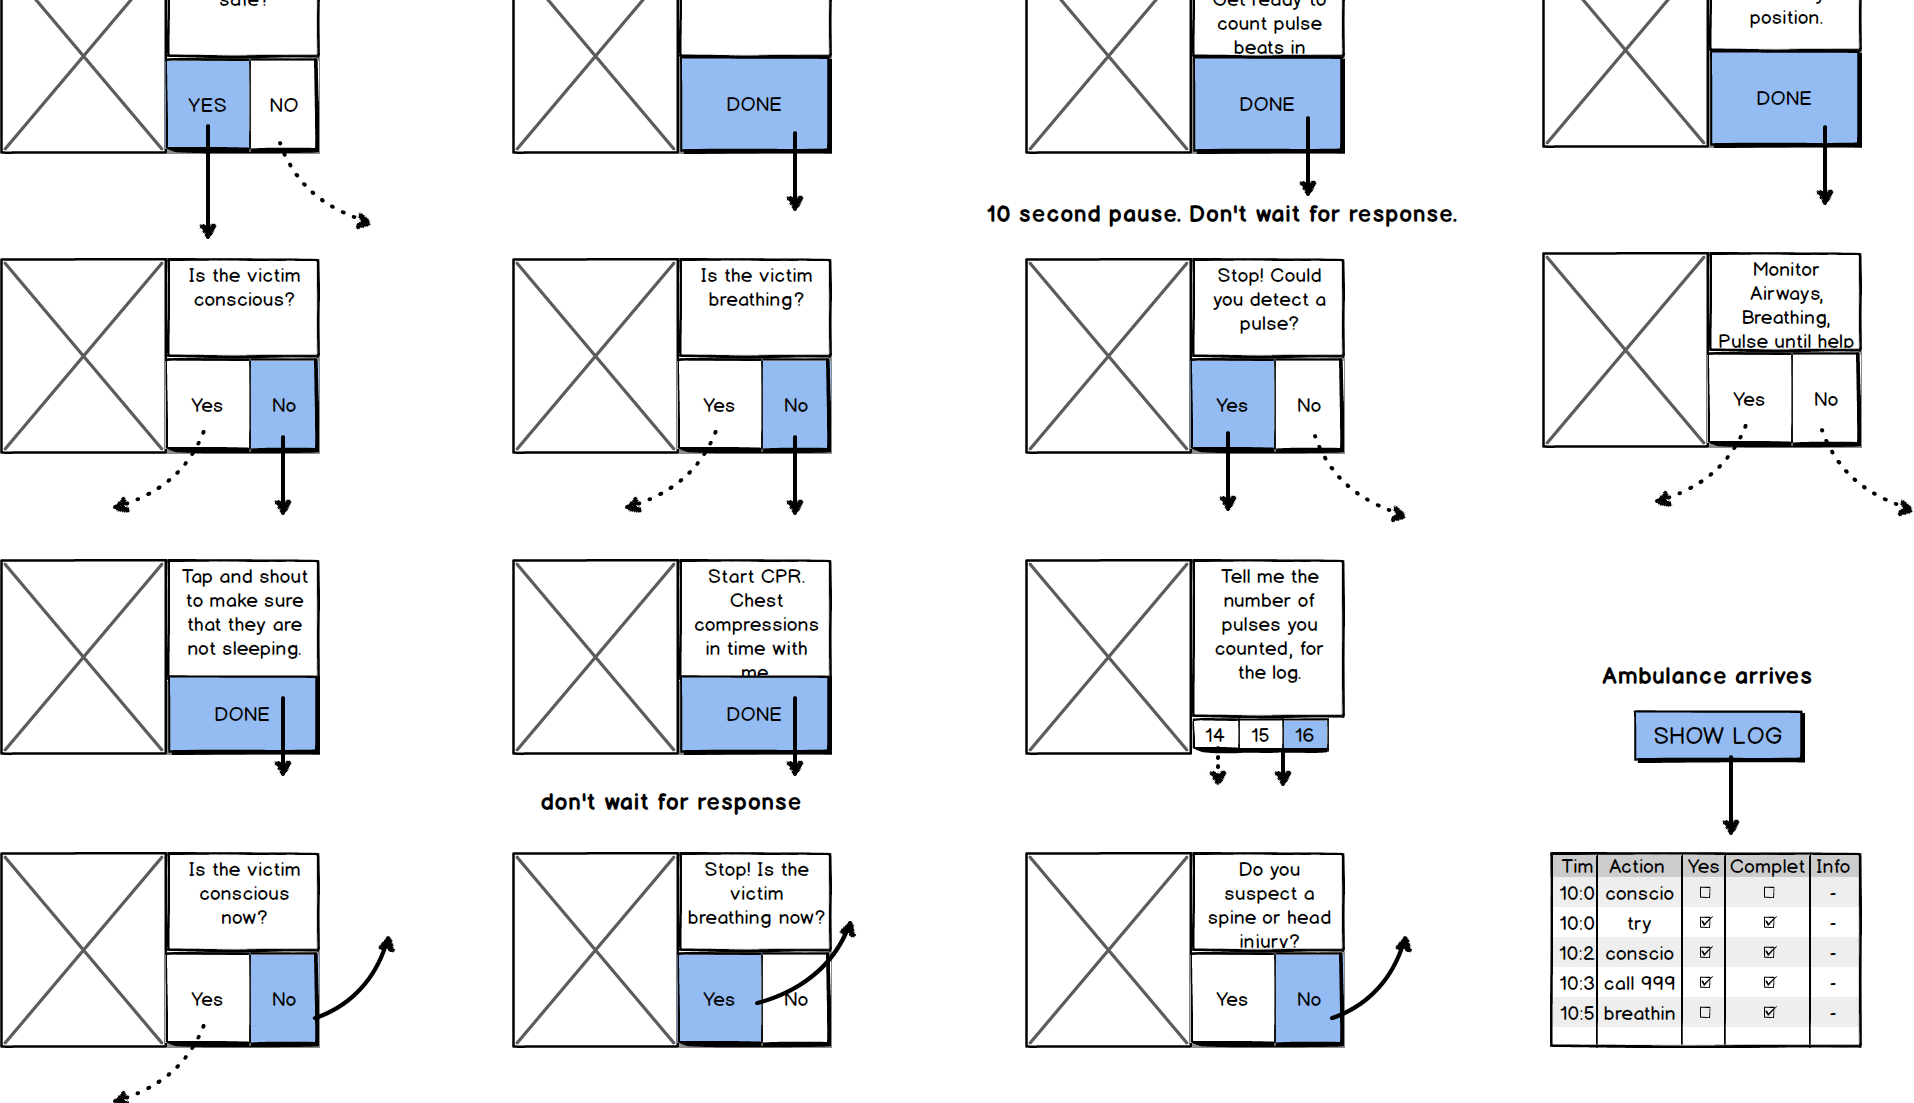 safe?
YES
NO
Is the victim
conscious?
Yes
No
Tap and shout
to make sure
that they are
not sleeping.
DONE
Is the victim
conscious
now?
Yes
No
DONE
Is the victim
breathing?
Yes
No
Start CPR.
Chest
compressions
in time with
me
DONE
don't wait for response
Stop! Is the
victim
breathing now?
Yes
No
Get ready to
count pulse
beats in
DONE
10 second pause. Don't wait for response.
Stop! Could
you detect a
pulse?
Yes
No
Tell me the
number of
pulses you
counted, for
the log.
14 15 16
Do you
suspect a
spine or head
injury?
Yes
No
position.
DONE
Monitor
Airways,
Breathing,
Pulse until help
Yes
No
Ambulance arrives
SHOW LOG
Tim Action Yes Complet Info
10:0 conscio -
10:0 try -
10:2 conscio -
10:3 call 999 -
10:5 breathin -